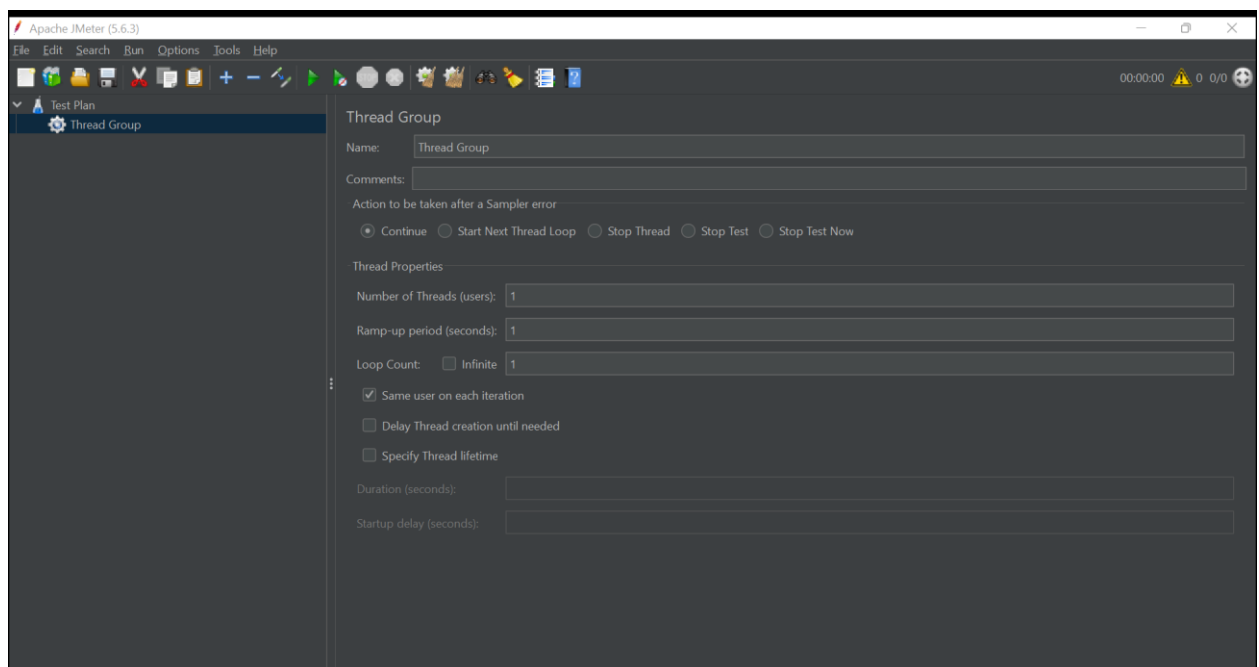 Apache JMeter (5.6.3)
File Edit Search Run Options Tools Help
00:00:00 0 0/0
Test Plan
Thread Group
Thread Group
Name: Thread Group
Comments:
Action to be taken after a Sampler error
Continue Start Next Thread Loop Stop Thread Stop Test Stop Test Now
Thread Properties
Number of Threads (users): 1
Ramp-up period (seconds): 1
Loop Count: Infinite 1
Same user on each iteration
Delay Thread creation until needed
Specify Thread lifetime
Duration (seconds):
Startup delay (seconds):